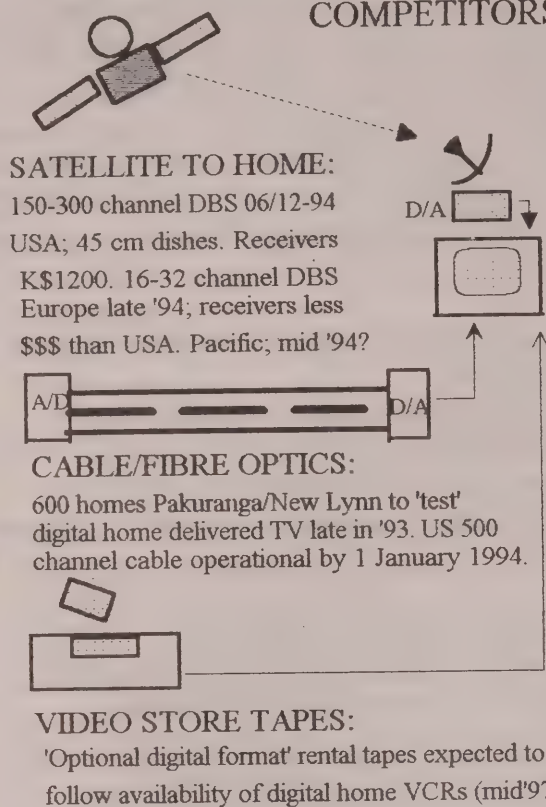 COMPETITORS
SATELLITE TO HOME:
150-300 channel DBS 06/12-94
USA; 45 cm dishes. Receivers
K$1200. 16-32 channel DBS
Europe late '94; receivers less
$$$ than USA. Pacific; mid '94?
D/A
A/D
D/A
CABLE/FIBRE OPTICS:
600 homes Pakuranga/New Lynn to 'test'
digital home delivered TV late in '93. US 500
channel cable operational by 1 January 1994.
VIDEO STORE TAPES:
'Optional digital format' rental tapes expected to
follow availability of digital home VCRs